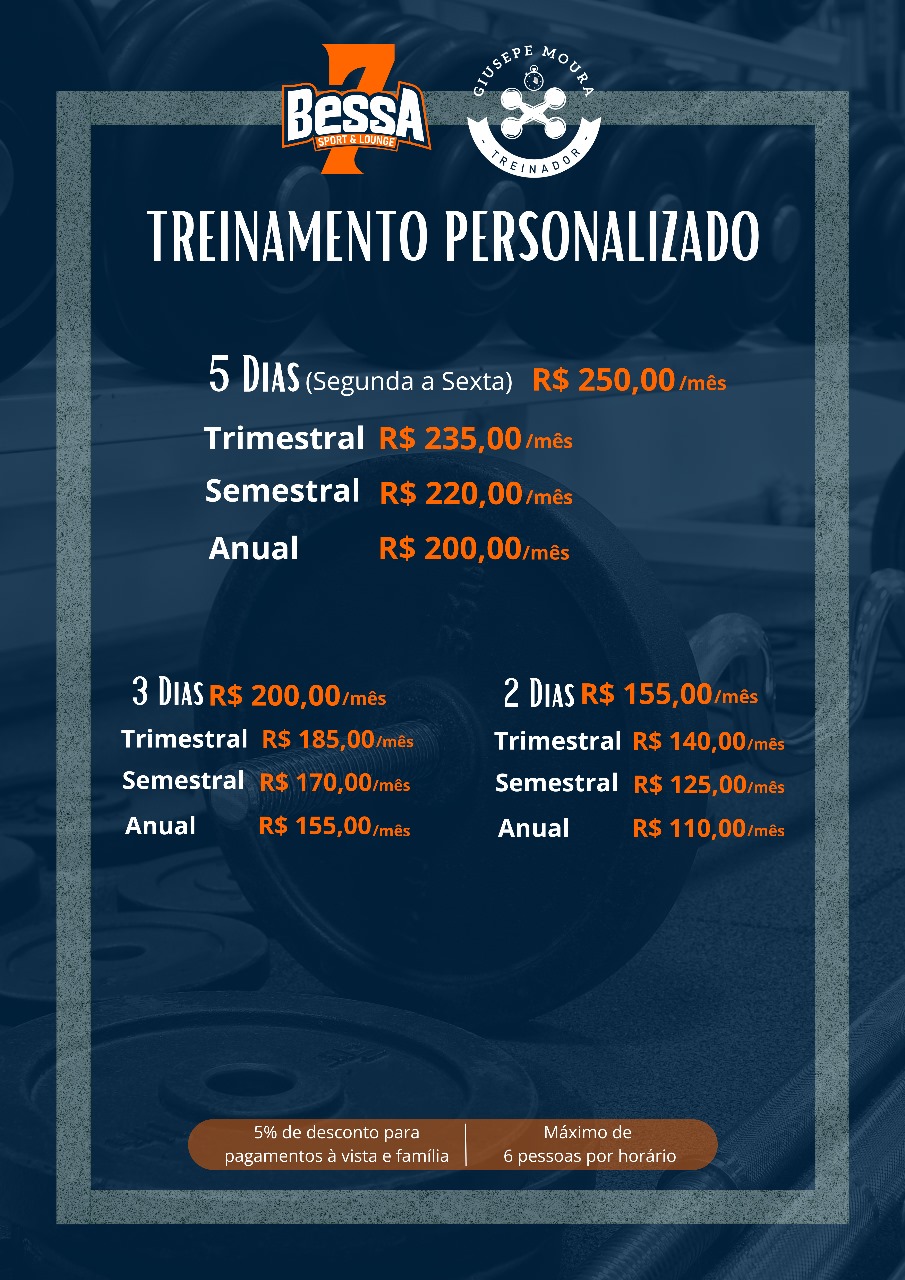 7
BESSA
SPORT & LOUNGE
GIUSEPE MOURA
- TREINADOR -
TREINAMENTO PERSONALIZADO
5 DIAS (Segunda a Sexta) R$ 250,00/mês
Trimestral R$ 235,00/mês
Semestral R$ 220,00/mês
Anual R$ 200,00/mês
3 DIAS R$ 200,00/mês
Trimestral R$ 185,00/mês
Semestral R$ 170,00/mês
Anual R$ 155,00/mês
2 DIAS R$ 155,00/mês
Trimestral R$ 140,00/mês
Semestral R$ 125,00/mês
Anual R$ 110,00/mês
5% de desconto para
pagamentos à vista e família
Máximo de
6 pessoas por horário